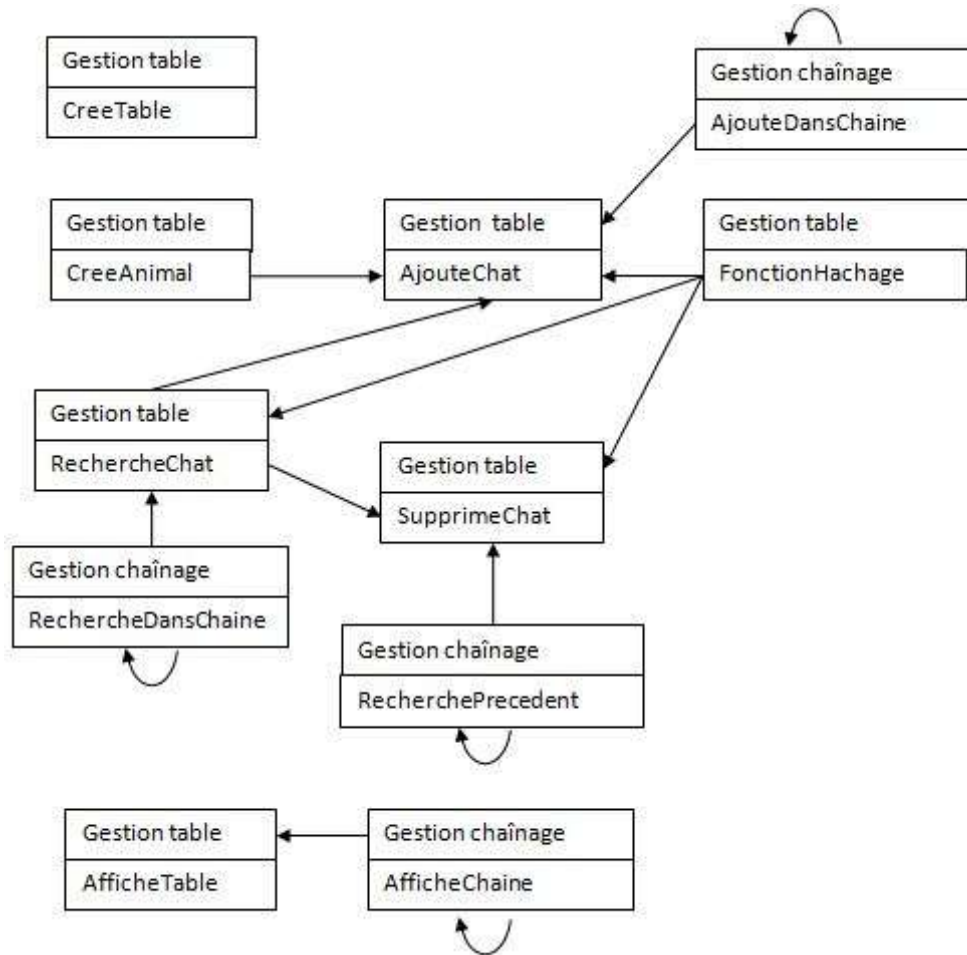 Gestion table
CreeTable
Gestion chaînage
AjouteDansChaine
Gestion table
CreeAnimal
Gestion table
AjouteChat
Gestion table
FonctionHachage
Gestion table
RechercheChat
Gestion table
SupprimeChat
Gestion chaînage
RechercheDansChaine
Gestion chaînage
RecherchePrecedent
Gestion table
AfficheTable
Gestion chaînage
AfficheChaine